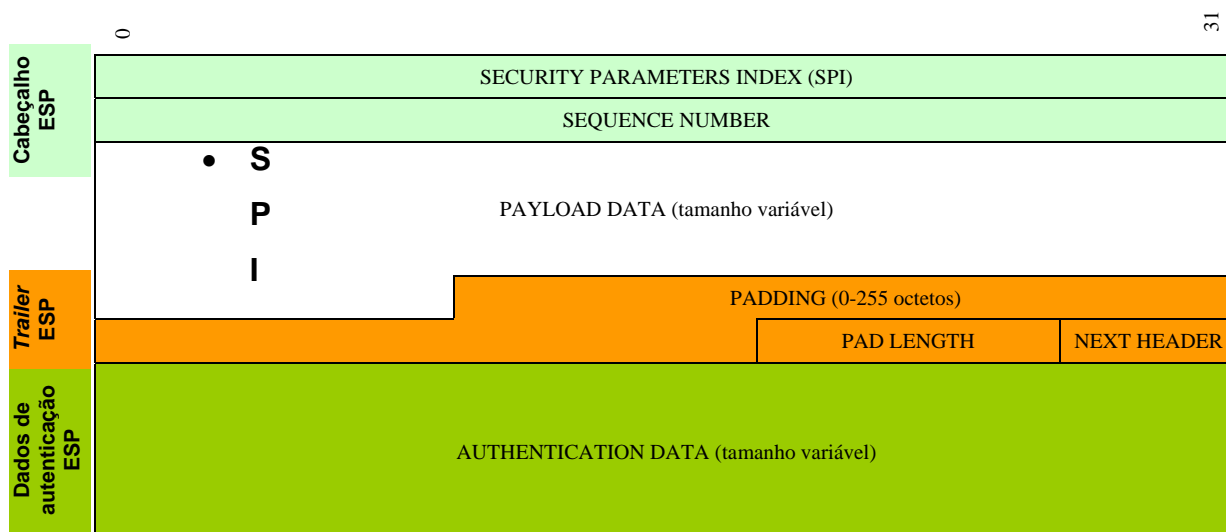 0
31
Cabeçalho
ESP
SECURITY PARAMETERS INDEX (SPI)
SEQUENCE NUMBER
• S
P
I
PAYLOAD DATA (tamanho variável)
Trailer
ESP
PADDING (0-255 octetos)
PAD LENGTH
NEXT HEADER
Dados de
autenticação
ESP
AUTHENTICATION DATA (tamanho variável)